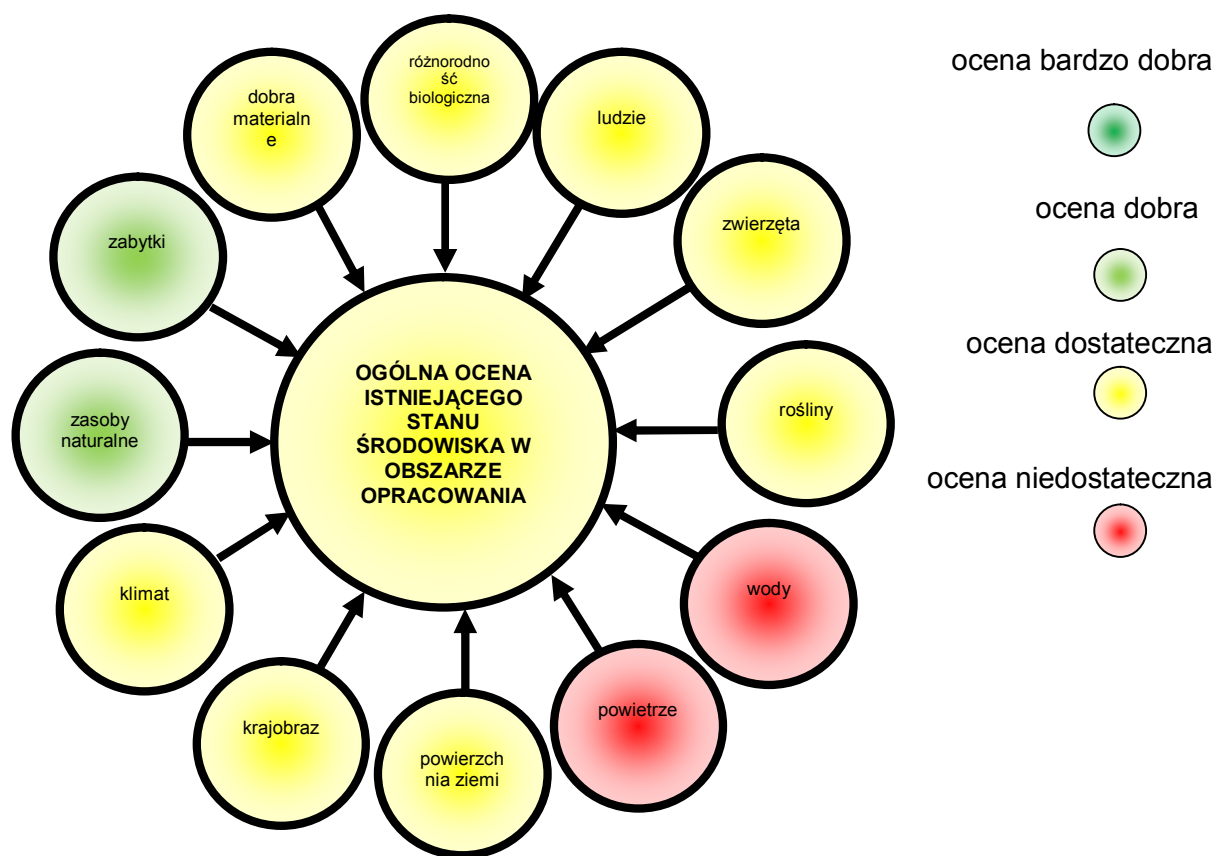 różnorodno
ść
biologiczna
ludzie
zwierzęta
rośliny
wody
powietrze
powierzch
nia ziemi
krajobraz
klimat
zasoby
naturalne
zabytki
dobra
materialn
e
OGÓLNA OCENA
ISTNIEJĄCEGO
STANU
ŚRODOWISKA W
OBSZARZE
OPRACOWANIA
ocena bardzo dobra
ocena dobra
ocena dostateczna
ocena niedostateczna